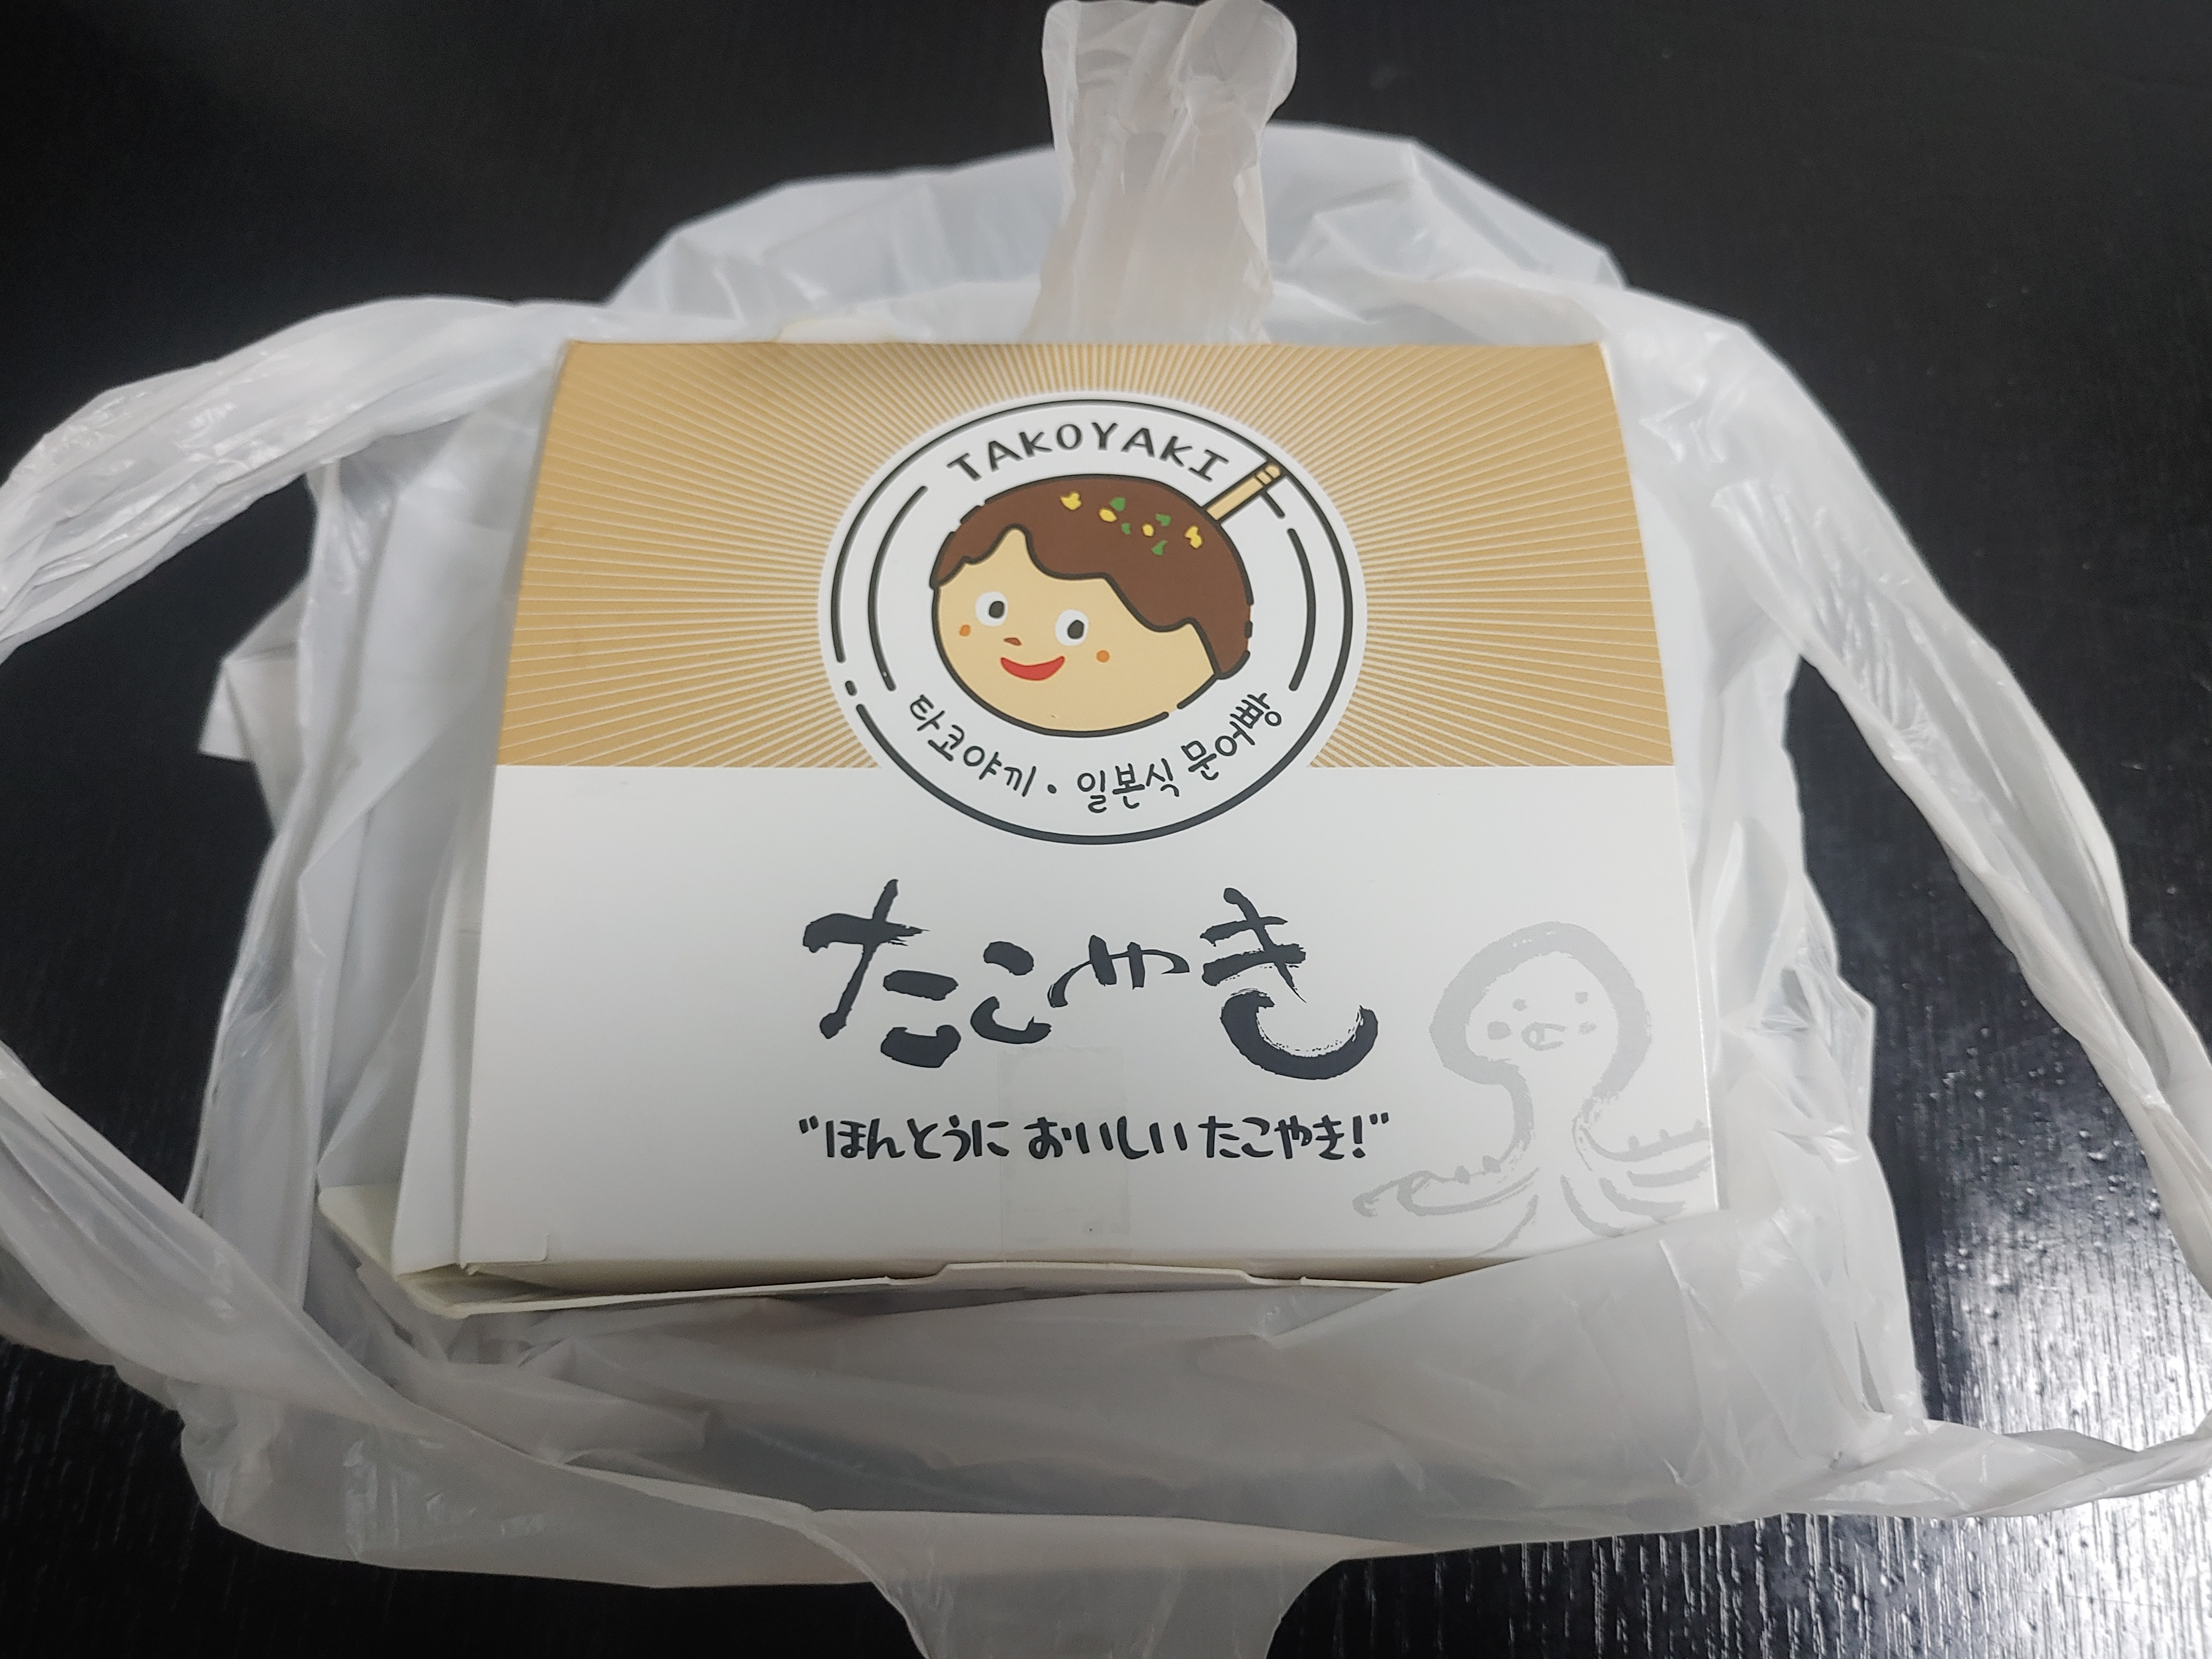 TAKOYAKI
타코야끼 · 일본식 문어빵
たこやき
"ほんとうに おいしい たこやき!"